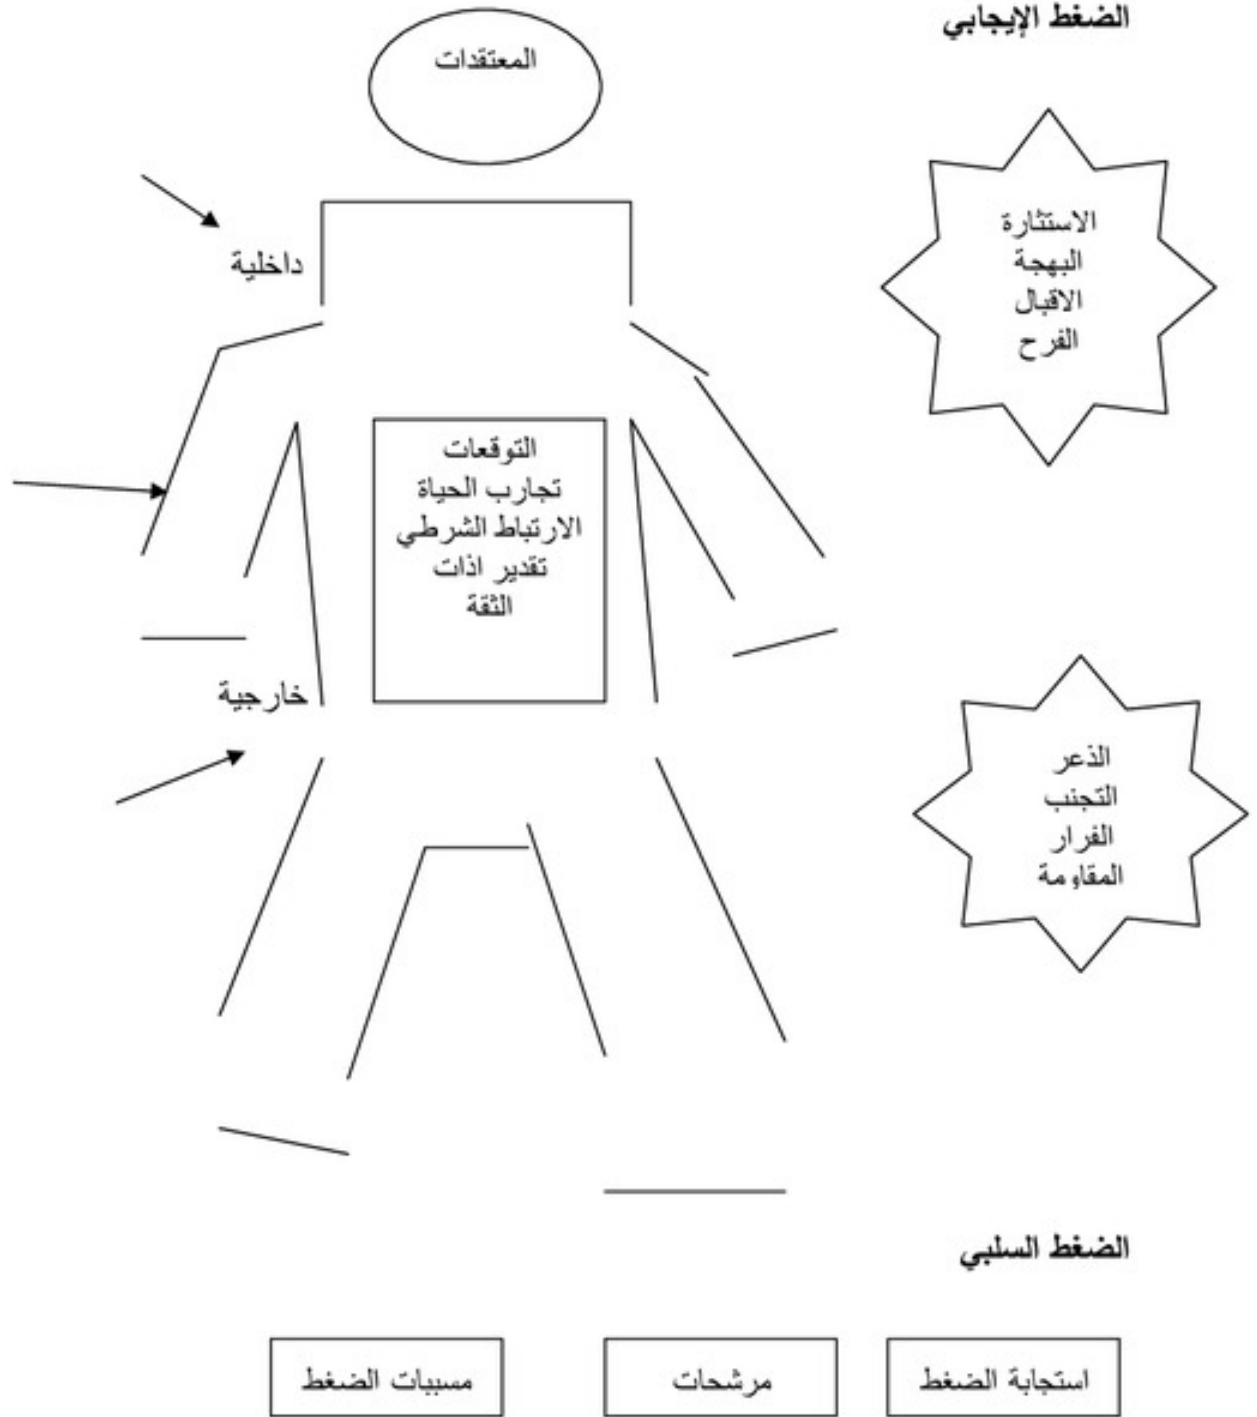 الضغط الإيجابي
المعتقدات
الاستثارة
البهجة
الاقبال
الفرح
داخلية
التوقعات
تجارب الحياة
الارتباط الشرطي
تقدير اذات
الثقة
خارجية
الذعر
التجنب
الفرار
المقاومة
الضغط السلبي
استجابة الضغط
مرشحات
مسببات الضغط